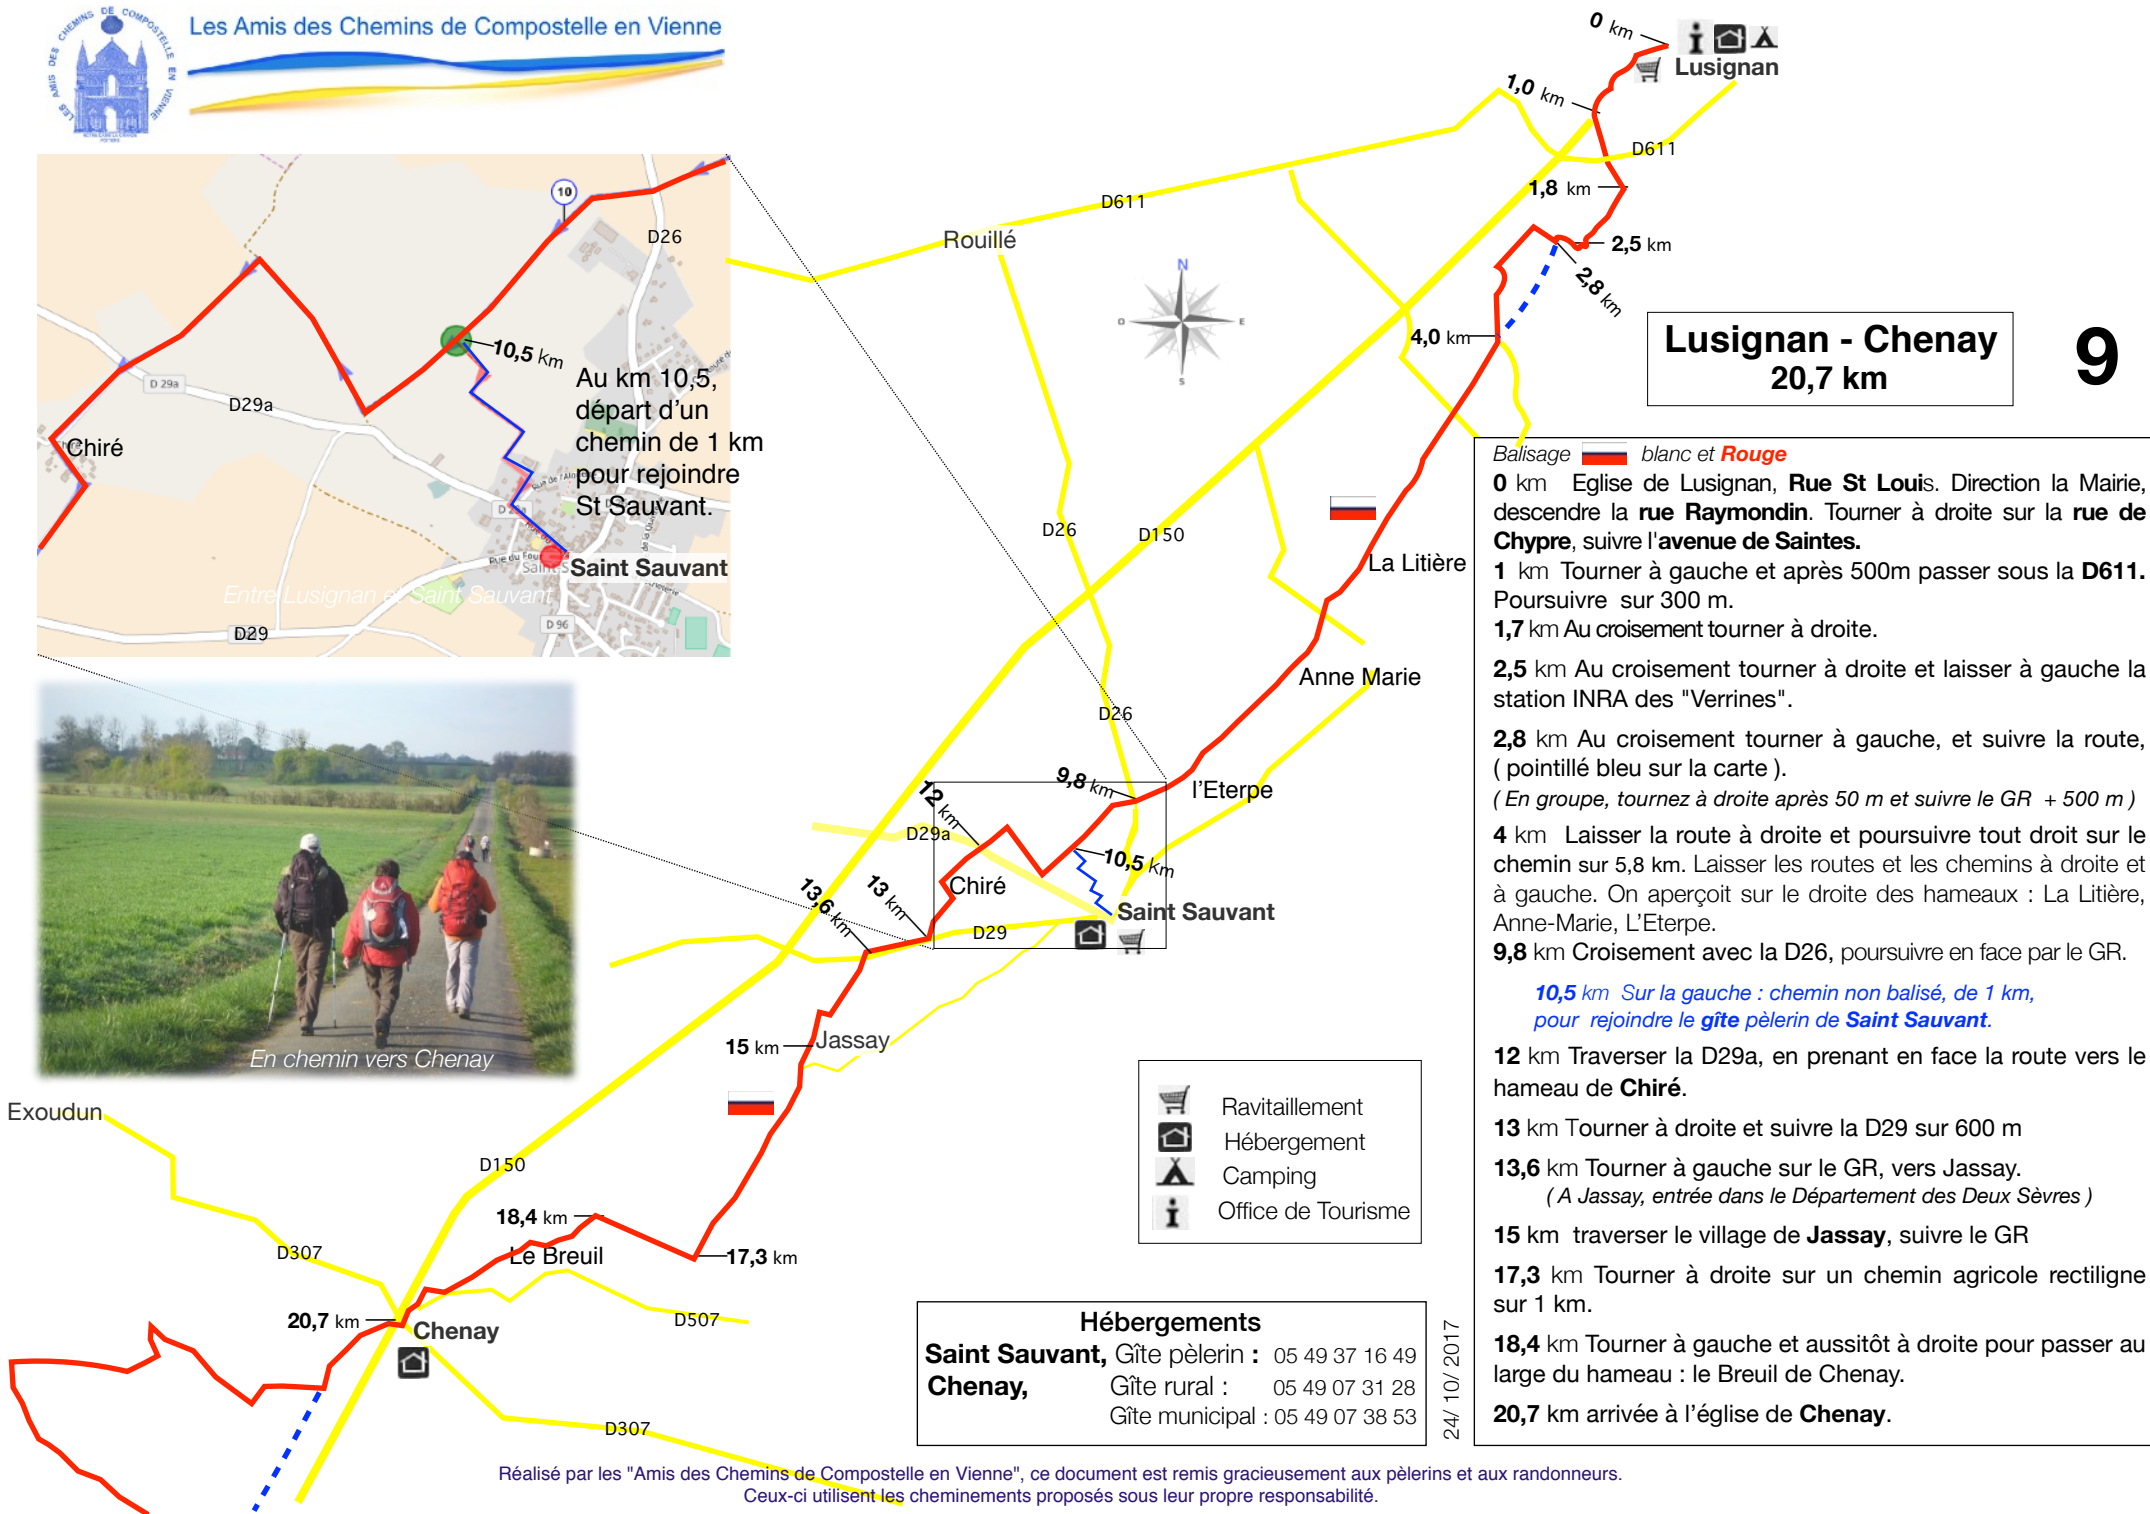 LES AMIS DES CHEMINS DE COMPOSTELLE EN VIENNE
Les Amis des Chemins de Compostelle en Vienne
0 km
Lusignan
1,0 km
D611
1,8 km
2,5 km
2,8 km
4,0 km
D611
Rouillé
N
O
E
S
Lusignan - Chenay
20,7 km
9
10
D26
10,5 km
Au km 10,5,
départ d'un
chemin de 1 km
pour rejoindre
St Sauvant.
D 29a
D29a
Chiré
Rue du Four
Saint Sauvant
Entre Lusignan et Saint Sauvant
D29
D 96
D26
D150
La Litière
Anne Marie
D26
9,8 km
l'Eterpe
12 km
D29a
10,5 km
Chiré
13 km
13,6 km
Saint Sauvant
D29
En chemin vers Chenay
15 km
Jassay
Exoudun
D150
18,4 km
Le Breuil
17,3 km
D307
D507
20,7 km
Chenay
D307
Ravitaillement
Hébergement
Camping
Office de Tourisme
Hébergements
Saint Sauvant, Gîte pèlerin : 05 49 37 16 49
Chenay, Gîte rural : 05 49 07 31 28
Gîte municipal : 05 49 07 38 53
24/ 10/ 2017
Balisage blanc et Rouge
0 km Eglise de Lusignan, Rue St Louis. Direction la Mairie,
descendre la rue Raymondin. Tourner à droite sur la rue de
Chypre, suivre l'avenue de Saintes.
1 km Tourner à gauche et après 500m passer sous la D611.
Poursuivre sur 300 m.
1,7 km Au croisement tourner à droite.
2,5 km Au croisement tourner à droite et laisser à gauche la
station INRA des "Verrines".
2,8 km Au croisement tourner à gauche, et suivre la route,
( pointillé bleu sur la carte ).
( En groupe, tournez à droite après 50 m et suivre le GR + 500 m )
4 km Laisser la route à droite et poursuivre tout droit sur le
chemin sur 5,8 km. Laisser les routes et les chemins à droite et
à gauche. On aperçoit sur le droite des hameaux : La Litière,
Anne-Marie, L'Eterpe.
9,8 km Croisement avec la D26, poursuivre en face par le GR.
10,5 km Sur la gauche : chemin non balisé, de 1 km,
pour rejoindre le gîte pèlerin de Saint Sauvant.
12 km Traverser la D29a, en prenant en face la route vers le
hameau de Chiré.
13 km Tourner à droite et suivre la D29 sur 600 m
13,6 km Tourner à gauche sur le GR, vers Jassay.
( A Jassay, entrée dans le Département des Deux Sèvres )
15 km traverser le village de Jassay, suivre le GR
17,3 km Tourner à droite sur un chemin agricole rectiligne
sur 1 km.
18,4 km Tourner à gauche et aussitôt à droite pour passer au
large du hameau : le Breuil de Chenay.
20,7 km arrivée à l'église de Chenay.
Réalisé par les "Amis des Chemins de Compostelle en Vienne", ce document est remis gracieusement aux pèlerins et aux randonneurs.
Ceux-ci utilisent les cheminements proposés sous leur propre responsabilité.